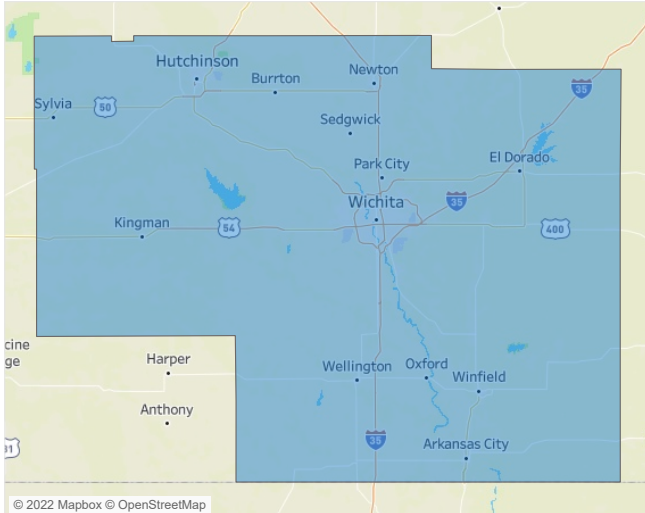 Hutchinson
Newton
Burrton
35
Sylvia
50
Sedgwick
Park City
El Dorado
Wichita
35
Kingman
54
400
cine
ge
Harper
Wellington
Oxford
Winfield
Anthony
35
Arkansas City
© 2022 Mapbox © OpenStreetMap